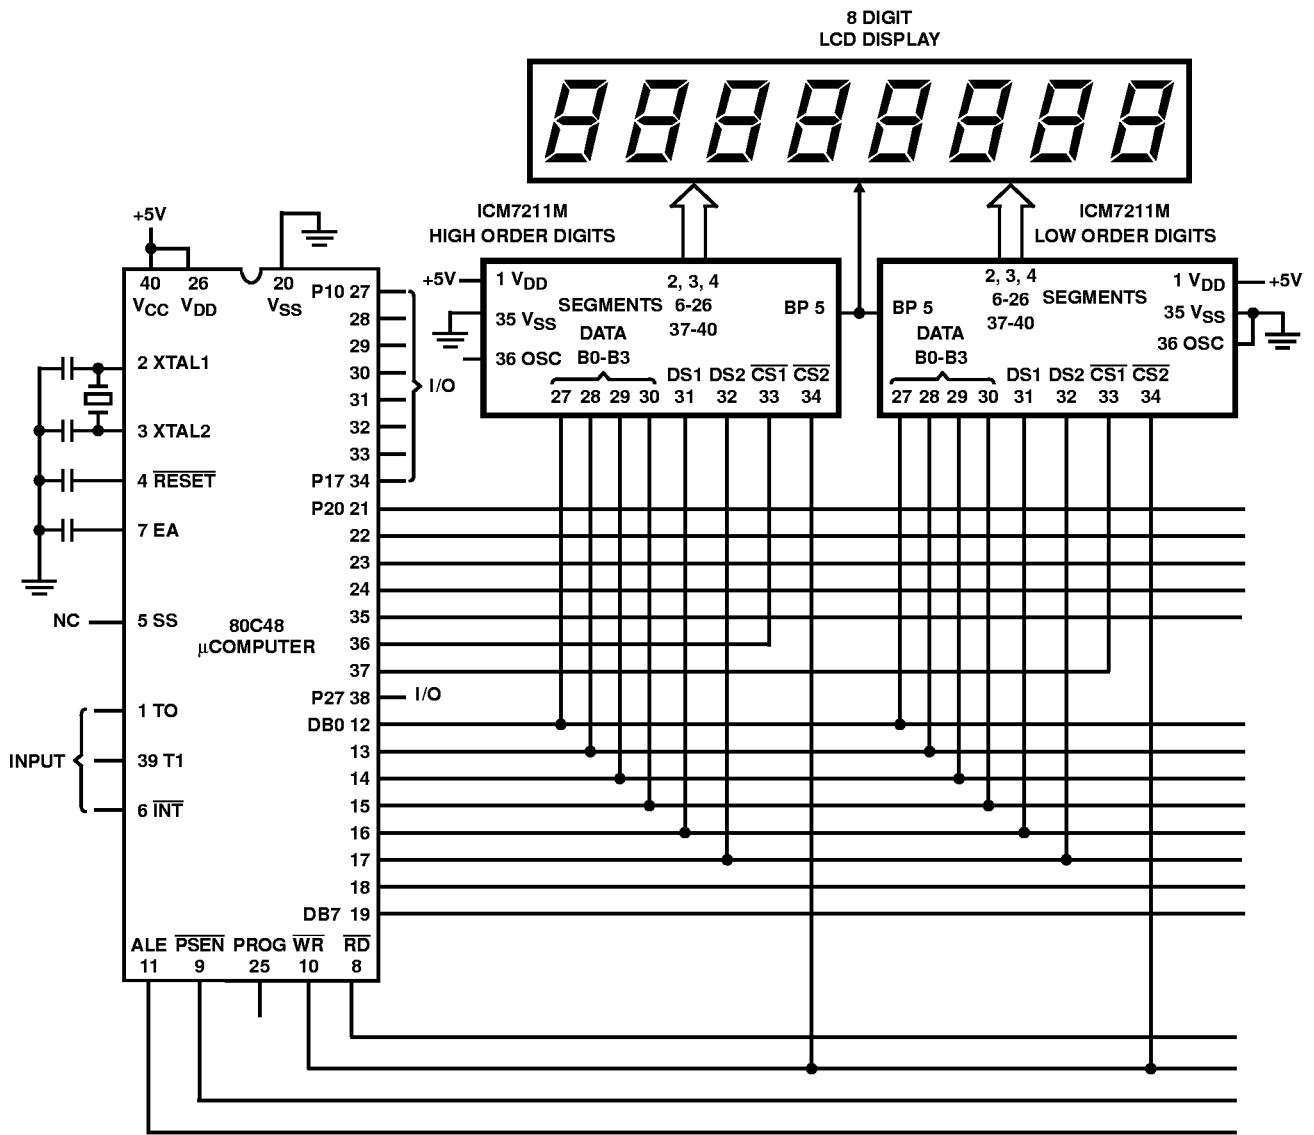 8 DIGIT
LCD DISPLAY
ICM7211M
HIGH ORDER DIGITS
ICM7211M
LOW ORDER DIGITS
+5V
40
VCC
26
VDD
20
VSS
2 XTAL1
3 XTAL2
4 RESET
7 EA
NC
5 SS
80C48
µCOMPUTER
INPUT
1 TO
39 T1
6 INT
ALE
11
PSEN
9
PROG
25
WR
10
RD
8
P10 27
28
29
30
31
32
33
P17 34
I/O
P20 21
22
23
24
35
36
37
P27 38
I/O
DB0 12
13
14
15
16
17
18
DB7 19
+5V
1 VDD
35 VSS
36 OSC
SEGMENTS
2, 3, 4
6-26
37-40
BP 5
DATA
B0-B3
DS1 DS2 CS1 CS2
27 28 29 30 31 32 33 34
BP 5
2, 3, 4
6-26
37-40
SEGMENTS
1 VDD
+5V
35 VSS
36 OSC
DATA
B0-B3
DS1 DS2 CS1 CS2
27 28 29 30 31 32 33 34